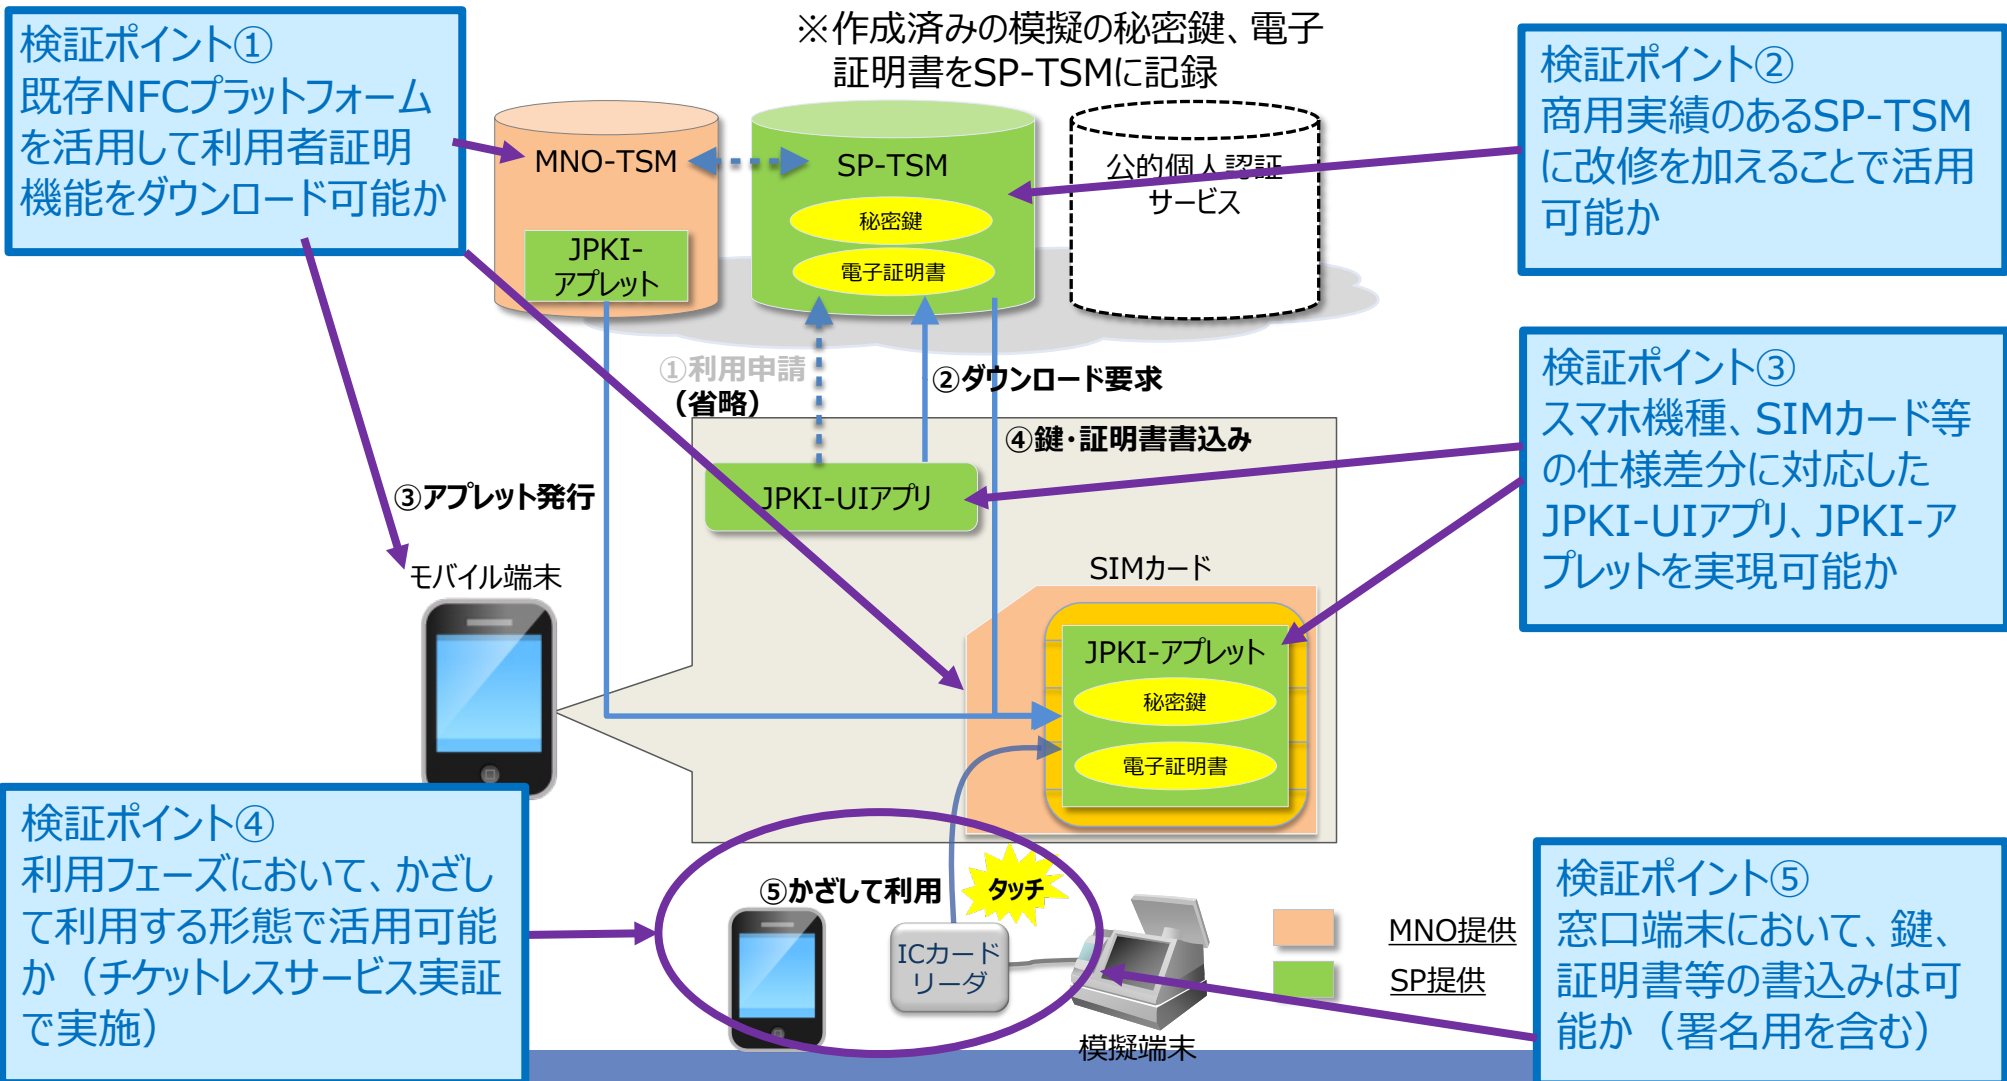 検証ポイント①
既存NFCプラットフォーム
を活用して利用者証明
機能をダウンロード可能か
※作成済みの模擬の秘密鍵、電子
証明書をSP-TSMに記録
検証ポイント②
商用実績のあるSP-TSM
に改修を加えることで活用
可能か
MNO-TSM
JPKI-
アプレット
SP-TSM
秘密鍵
電子証明書
公的個人認証
サービス
①利用申請
（省略）
②ダウンロード要求
③アプレット発行
④鍵・証明書書込み
JPKI-UIアプリ
検証ポイント③
スマホ機種、SIMカード等
の仕様差分に対応した
JPKI-UIアプリ、JPKI-ア
プレットを実現可能か
モバイル端末
SIMカード
JPKI-アプレット
秘密鍵
電子証明書
検証ポイント④
利用フェーズにおいて、かざし
て利用する形態で活用可能
か（チケットレスサービス実証
で実施）
⑤かざして利用
タッチ
ICカード
リーダ
模擬端末
MNO提供
SP提供
検証ポイント⑤
窓口端末において、鍵、
証明書等の書込みは可
能か（署名用を含む）